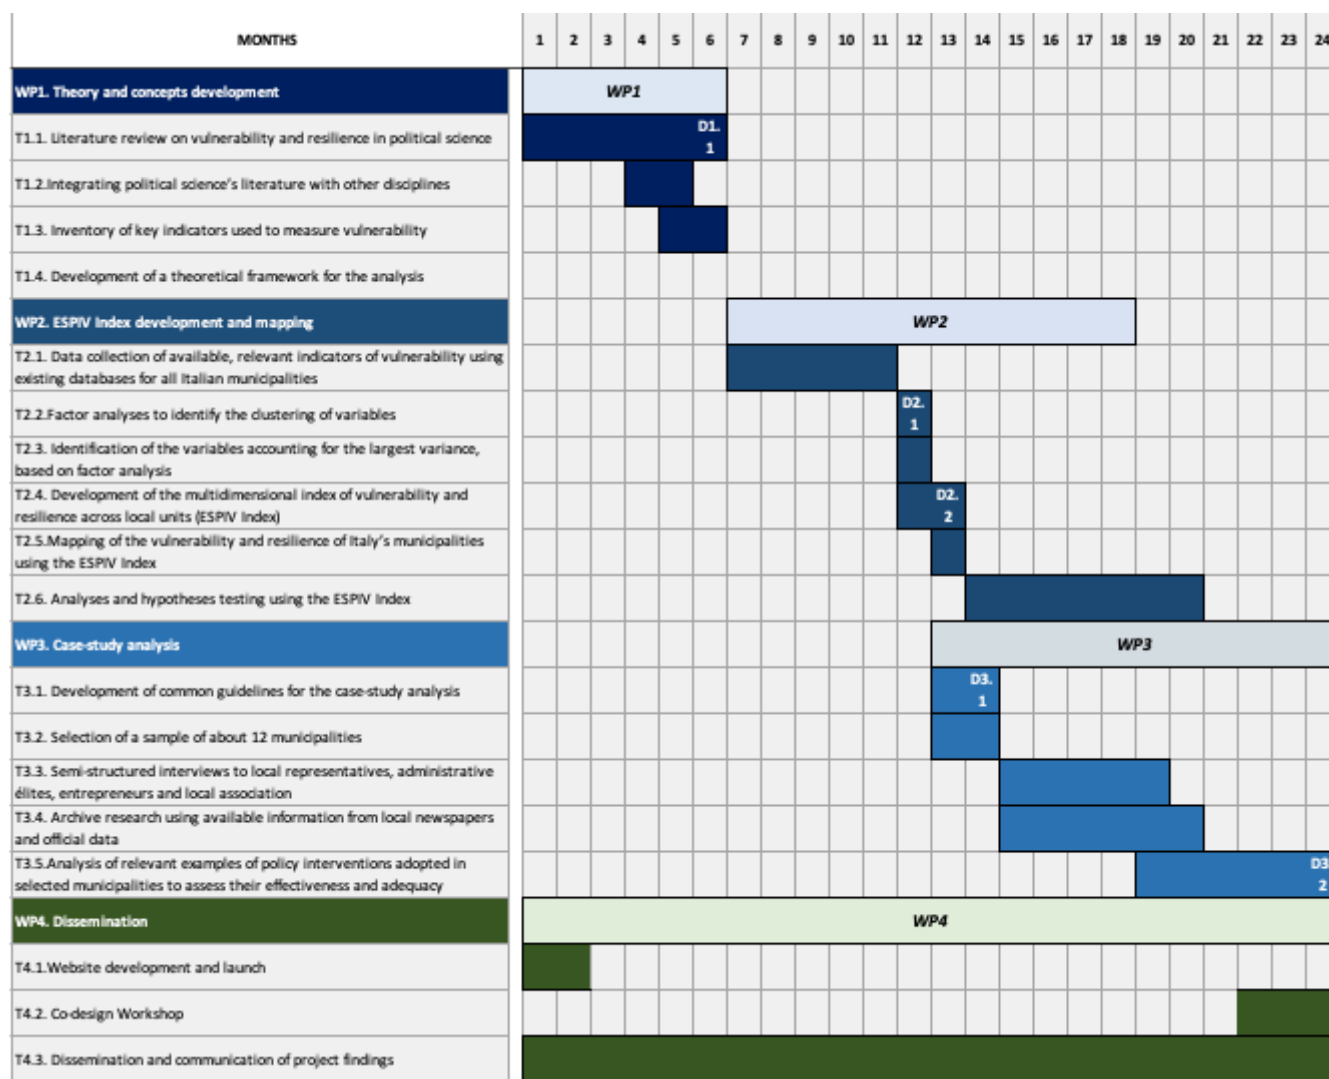 MONTHS 1 2 3 4 5 6 7 8 9 10 11 12 13 14 15 16 17 18 19 20 21 22 23 24
WP1. Theory and concepts development WP1
T1.1. Literature review on vulnerability and resilience in political science D1.
1
T1.2.Integrating political science's literature with other disciplines
T1.3. Inventory of key indicators used to measure vulnerability
T1.4. Development of a theoretical framework for the analysis
WP2. ESPIV Index development and mapping WP2
T2.1. Data collection of available, relevant indicators of vulnerability using
existing databases for all Italian municipalities
T2.2.Factor analyses to identify the clustering of variables D2.
1
T2.3. Identification of the variables accounting for the largest variance,
based on factor analysis
T2.4. Development of the multidimensional index of vulnerability and D2.
resilience across local units (ESPIV Index) 2
T2.5.Mapping of the vulnerability and resilience of Italy's municipalities
using the ESPIV Index
T2.6. Analyses and hypotheses testing using the ESPIV Index
WP3. Case-study analysis WP3
T3.1. Development of common guidelines for the case-study analysis D3.
1
T3.2. Selection of a sample of about 12 municipalities
T3.3. Semi-structured interviews to local representatives, administrative
élites, entrepreneurs and local association
T3.4. Archive research using available information from local newspapers
and official data
T3.5.Analysis of relevant examples of policy interventions adopted in D3
selected municipalities to assess their effectiveness and adequacy 2
WP4. Dissemination WP4
T4.1.Website development and launch
T4.2. Co-design Workshop
T4.3. Dissemination and communication of project findings